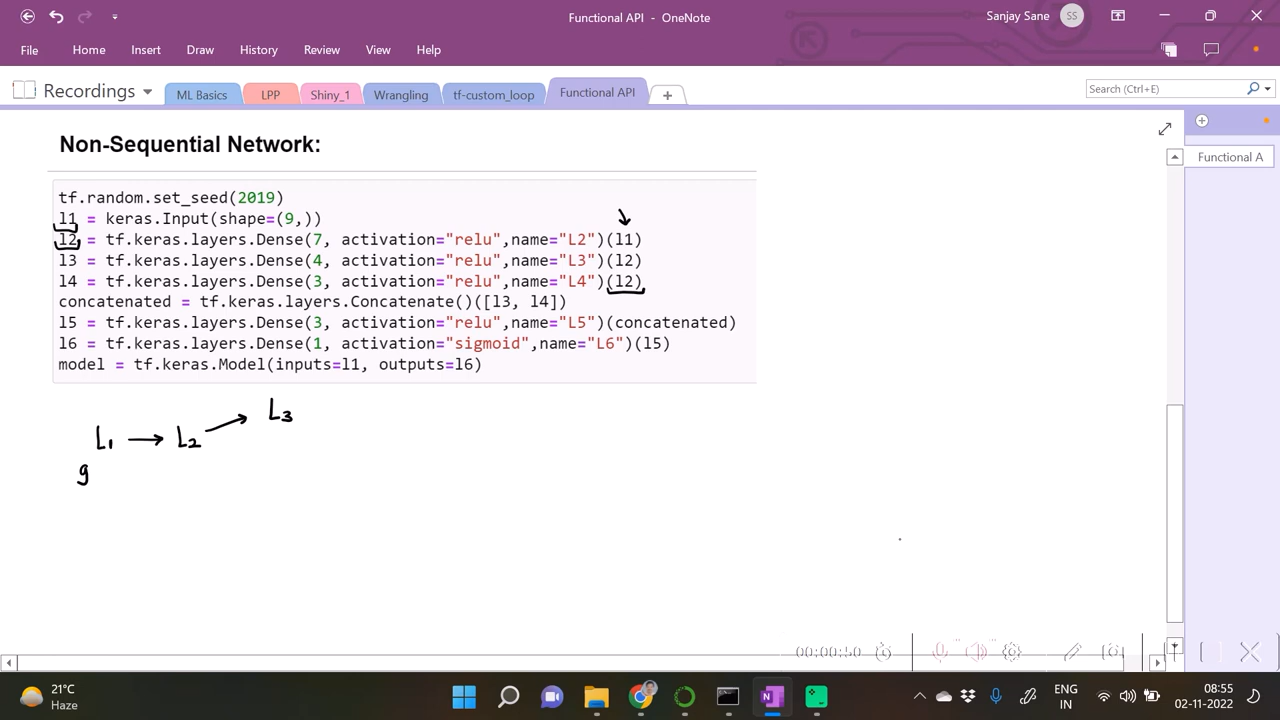 Functional API - OneNote
Sanjay Sane SS
File Home Insert Draw History Review View Help
Recordings ML Basics LPP Shiny_1 Wrangling tf-custom_loop Functional API
Search (Ctrl+E)
Functional A
Non-Sequential Network:
tf.random.set_seed(2019)
l1 = keras.Input(shape=(9,))
l2 = tf.keras.layers.Dense(7, activation="relu",name="L2")(l1)
l3 = tf.keras.layers.Dense(4, activation="relu",name="L3")(l2)
l4 = tf.keras.layers.Dense(3, activation="relu",name="L4")(l2)
concatenated = tf.keras.layers.Concatenate()([l3, l4])
l5 = tf.keras.layers.Dense(3, activation="relu",name="L5")(concatenated)
l6 = tf.keras.layers.Dense(1, activation="sigmoid",name="L6")(l5)
model = tf.keras.Model(inputs=l1, outputs=l6)
L3
L1 → L2
9
00:00:50
21°C
Haze
ENG
IN
08:55
02-11-2022